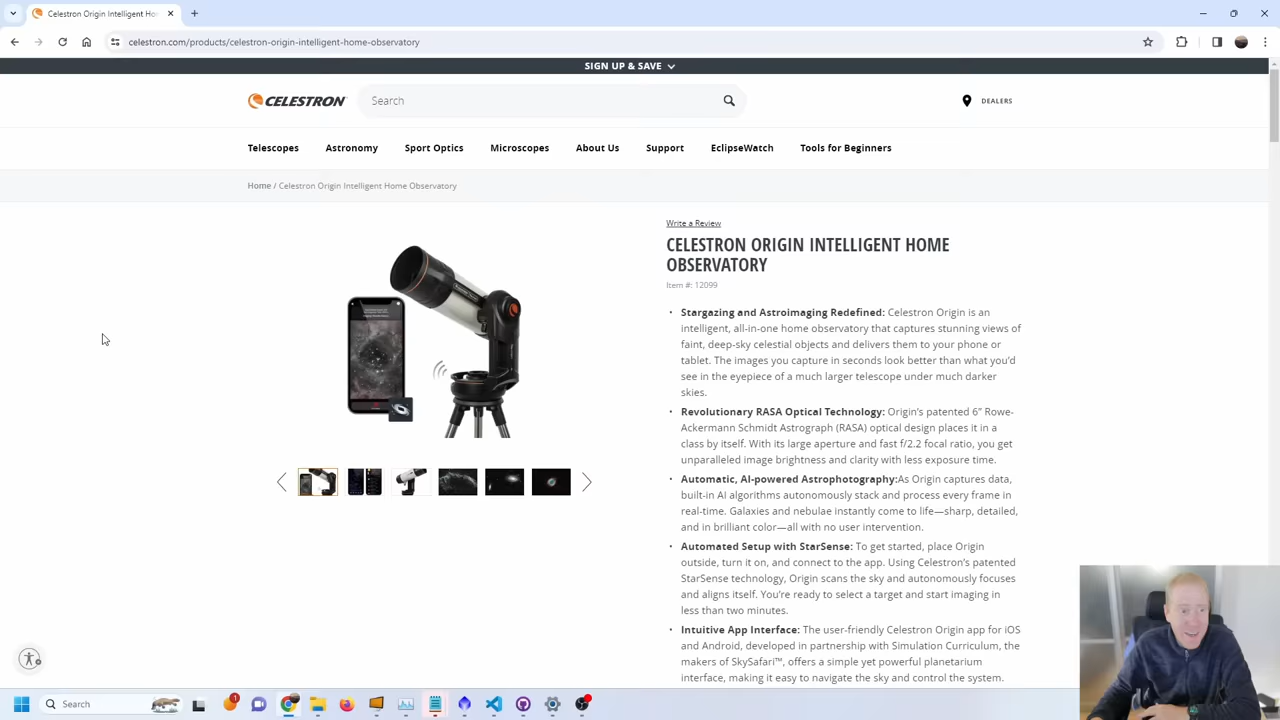 Celestron Origin Intelligent Ho
celestron.com/products/celestron-origin-intelligent-home-observatory
SIGN UP & SAVE
CELESTRON
Search
DEALERS
Telescopes
Astronomy
Sport Optics
Microscopes
About Us
Support
EclipseWatch
Tools for Beginners
Home / Celestron Origin Intelligent Home Observatory
Write a Review
CELESTRON ORIGIN INTELLIGENT HOME
OBSERVATORY
Item #: 12099
• Stargazing and Astroimaging Redefined: Celestron Origin is an
intelligent, all-in-one home observatory that captures stunning views of
faint, deep-sky celestial objects and delivers them to your phone or
tablet. The images you capture in seconds look better than what you'd
see in the eyepiece of a much larger telescope under much darker
skies.
• Revolutionary RASA Optical Technology: Origin's patented 6" Rowe-
Ackermann Schmidt Astrograph (RASA) optical design places it in a
class by itself. With its large aperture and fast f/2.2 focal ratio, you get
unparalleled image brightness and clarity with less exposure time.
• Automatic, AI-powered Astrophotography:As Origin captures data,
built-in AI algorithms autonomously stack and process every frame in
real-time. Galaxies and nebulae instantly come to life—sharp, detailed,
and in brilliant color—all with no user intervention.
• Automated Setup with StarSense: To get started, place Origin
outside, turn it on, and connect to the app. Using Celestron's patented
StarSense technology, Origin scans the sky and autonomously focuses
and aligns itself. You're ready to select a target and start imaging in
less than two minutes.
• Intuitive App Interface: The user-friendly Celestron Origin app for iOS
and Android, developed in partnership with Simulation Curriculum, the
makers of SkySafari™, offers a simple yet powerful planetarium
interface, making it easy to navigate the sky and control the system.
Search
1